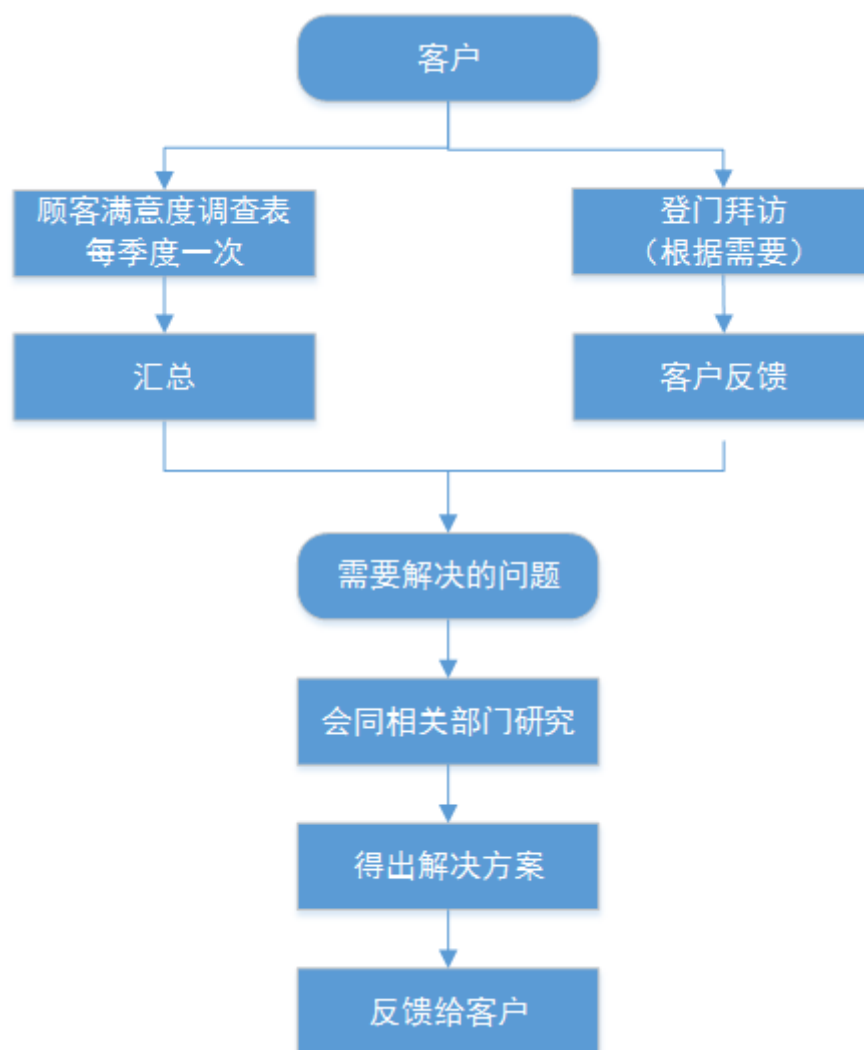 客户
顾客满意度调查表
每季度一次
登门拜访
（根据需要）
汇总
客户反馈
需要解决的问题
会同相关部门研究
得出解决方案
反馈给客户